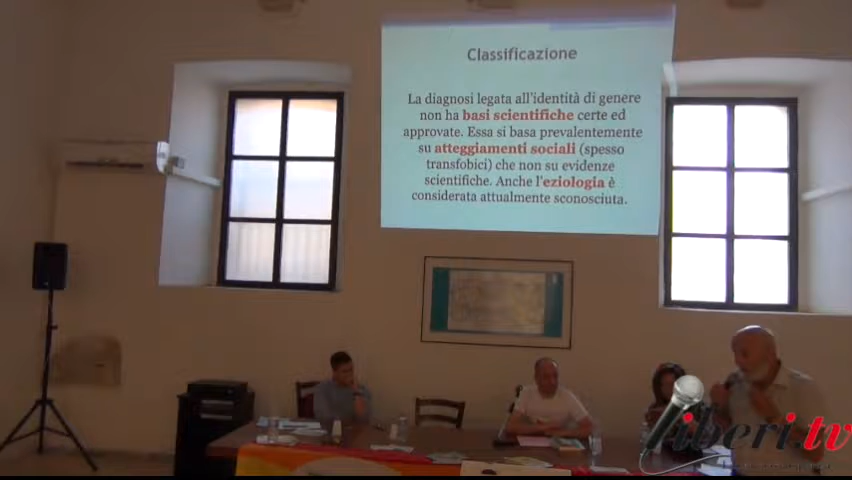 Classificazione
La diagnosi legata all'identità di genere
non ha basi scientifiche certe ed
approvate. Essa si basa prevalentemente
su atteggiamenti sociali (spesso
transfobici) che non su evidenze
scientifiche. Anche l'eziologia è
considerata attualmente sconosciuta.
liberi.tv